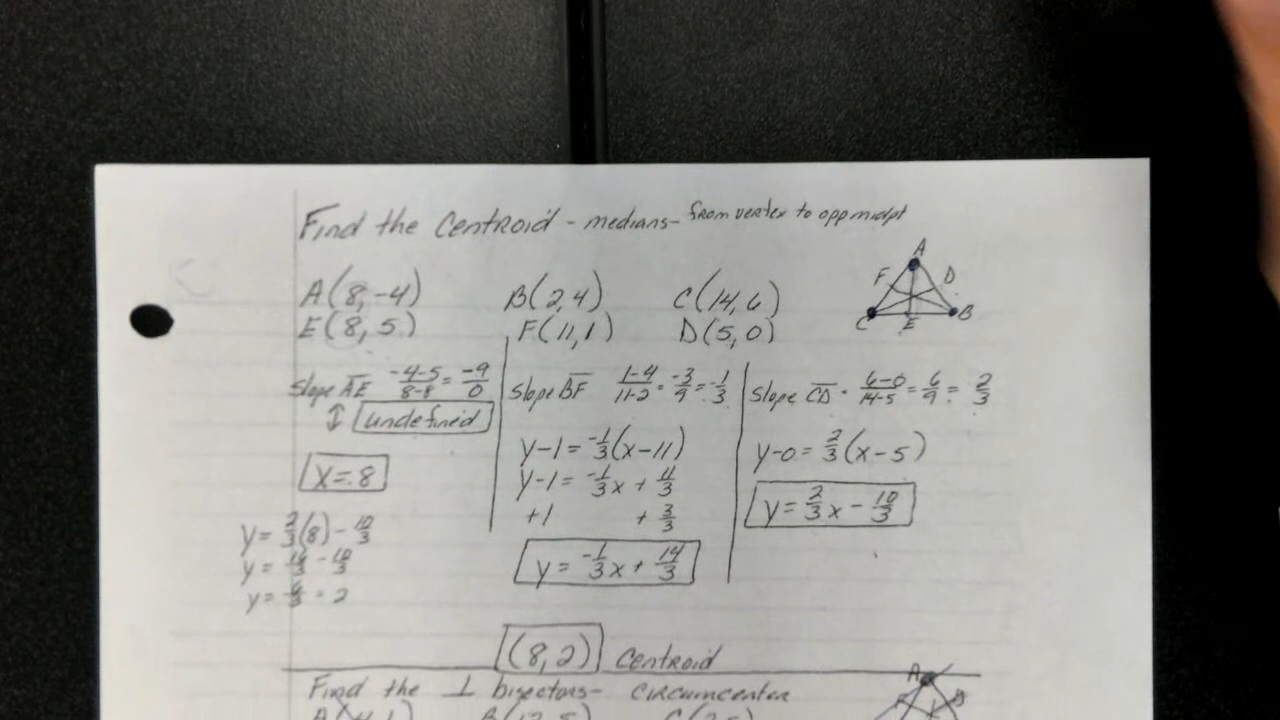 Find the Centroid - medians - from vertex to opp midpt
A(8,-4) B(2,4) C(14,6)
E(8,5) F(11,1) D(5,0)
A
F D
C E B
Slope AE -4-5/8-8 = -9/0
↕ undefined
x = 8
y = 2/3(8) - 10/3
y = 16/3 - 10/3
y = 6/3 = 2
Slope BF 1-4/11-2 = -3/9 = -1/3
y-1 = -1/3(x-11)
y-1 = -1/3x + 11/3
+1 + 3/3
y = -1/3x + 14/3
Slope CD = 6-0/14-5 = 6/9 = 2/3
y-0 = 2/3(x-5)
y = 2/3x - 10/3
(8,2) Centroid
Find the ⊥ bisectors- circumcenter
A